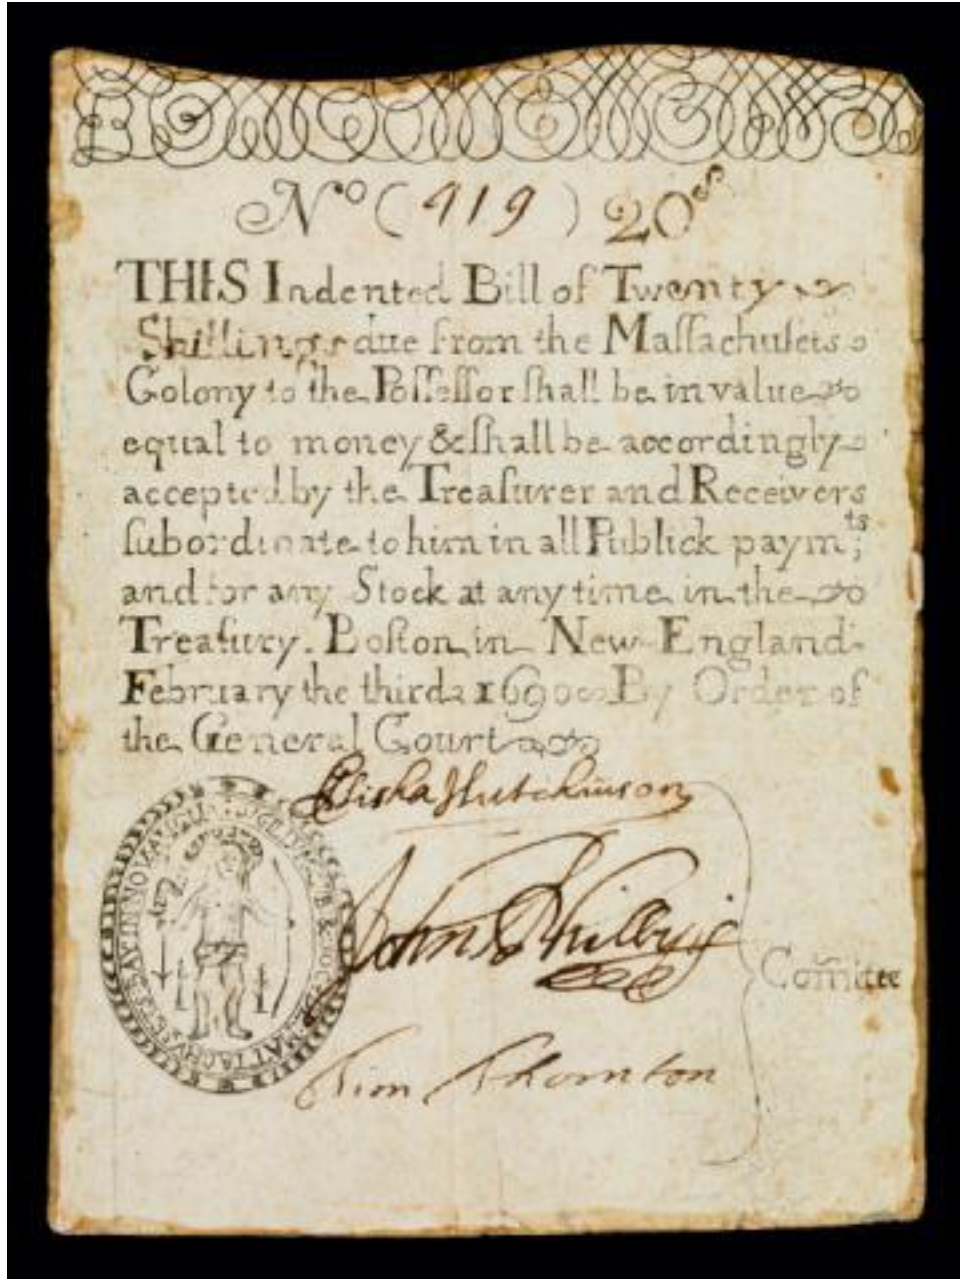 No (919) 20s
THIS Indented Bill of Twenty
Shillings due from the Massachusets
Colony to the Possessor shall be in value
equal to money & shall be accordingly
accepted by the Treasurer and Receivers
subordinate to him in all Publick paymts;
and for any Stock at any time in the
Treasury. Boston in New-England
February the third 1690 By Order of
the General Court
Elisha Hutchinson
John Phillips
Tim Thornton
Comitee